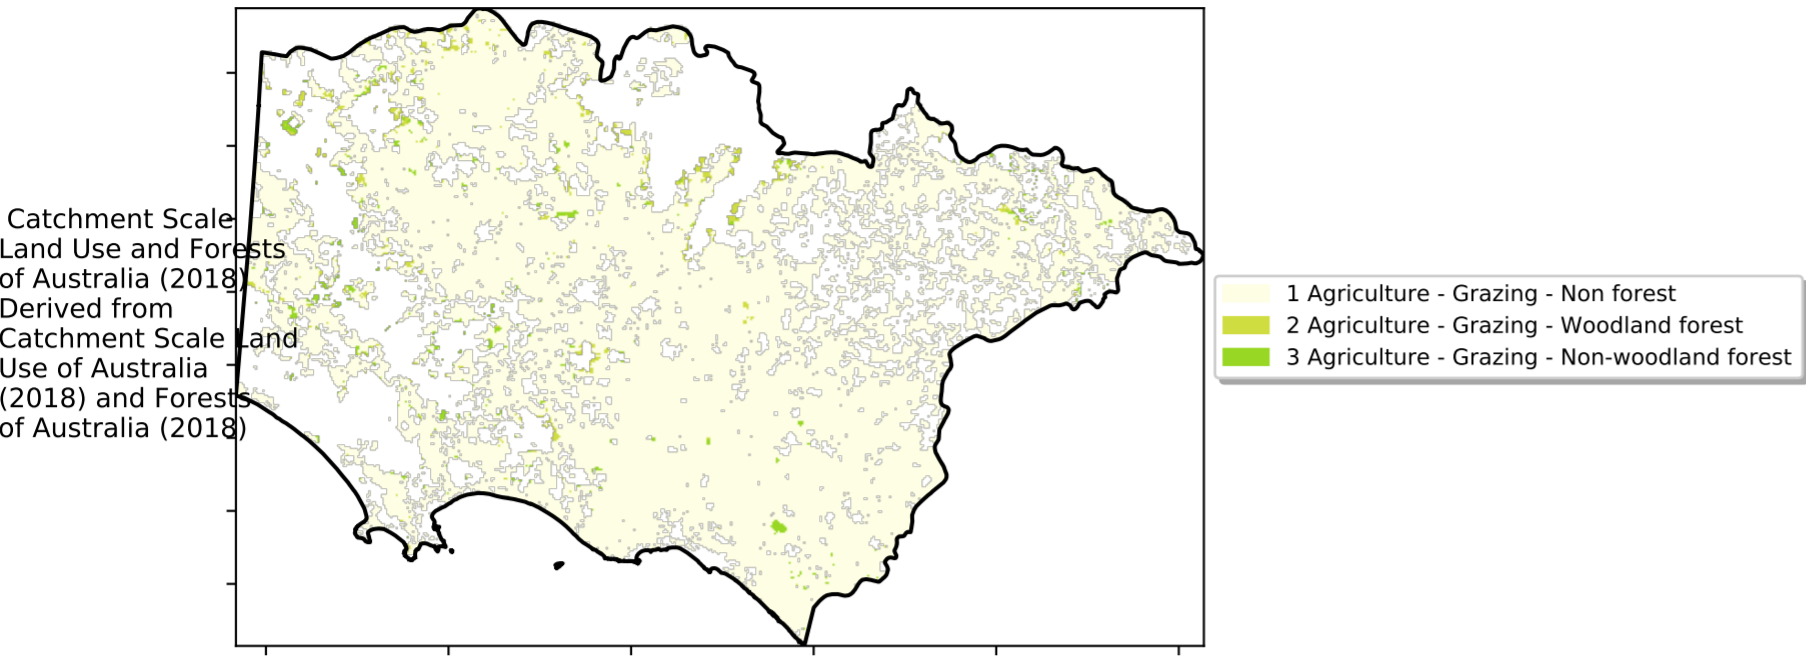 Catchment Scale
Land Use and Forests
of Australia (2018)
Derived from
Catchment Scale Land
Use of Australia
(2018) and Forests
of Australia (2018)
1 Agriculture - Grazing - Non forest
2 Agriculture - Grazing - Woodland forest
3 Agriculture - Grazing - Non-woodland forest